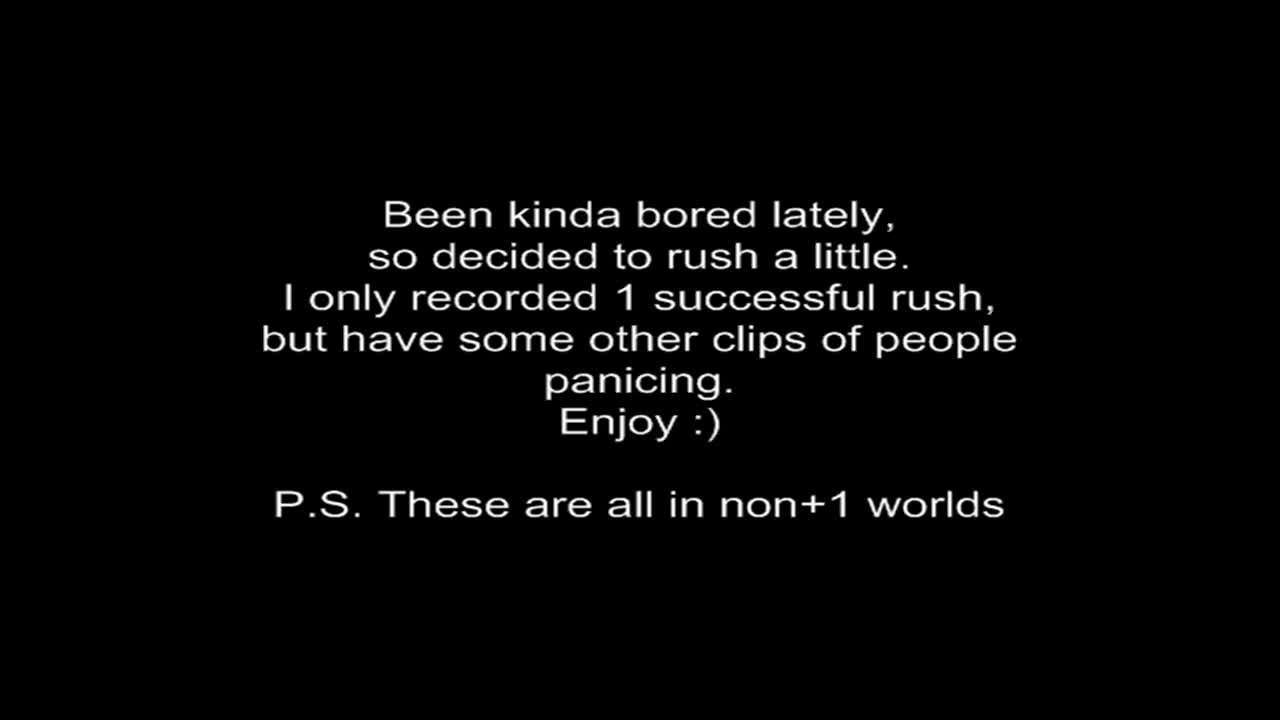 Been kinda bored lately,
so decided to rush a little.
I only recorded 1 successful rush,
but have some other clips of people
panicing.
Enjoy :)
P.S. These are all in non+1 worlds